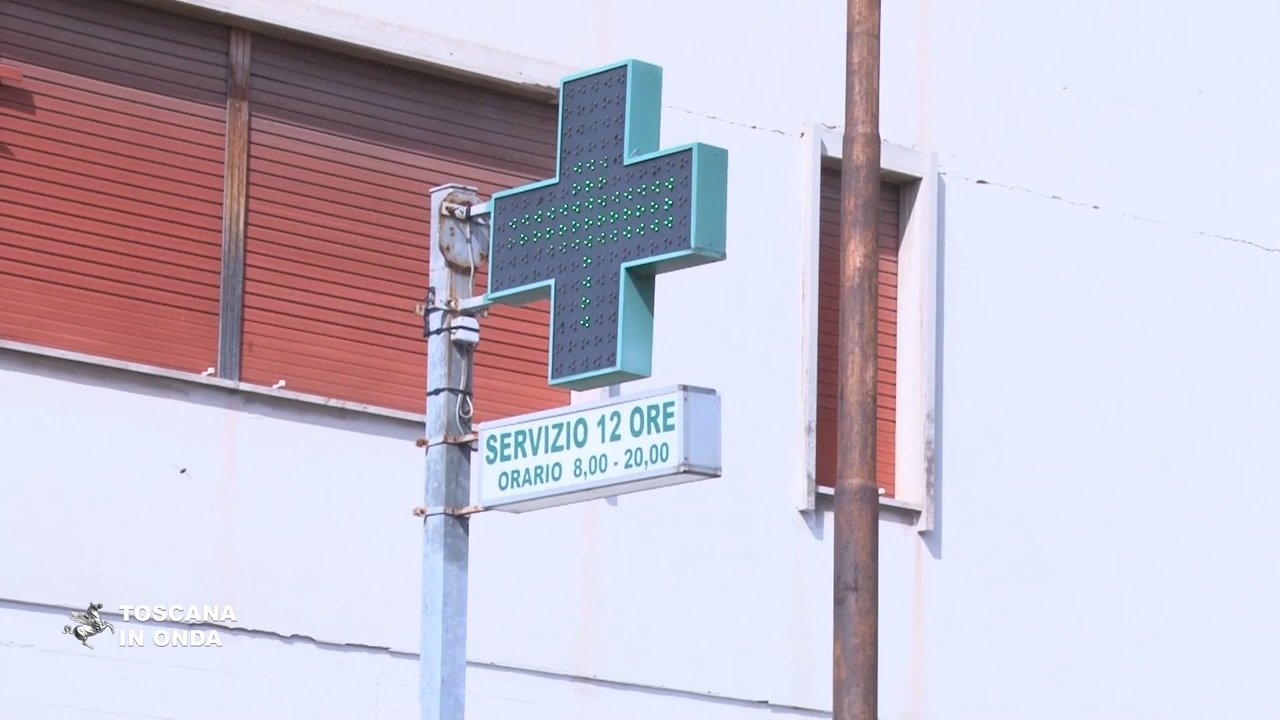 SERVIZIO 12 ORE
ORARIO 8,00 - 20,00
TOSCANA
IN ONDA